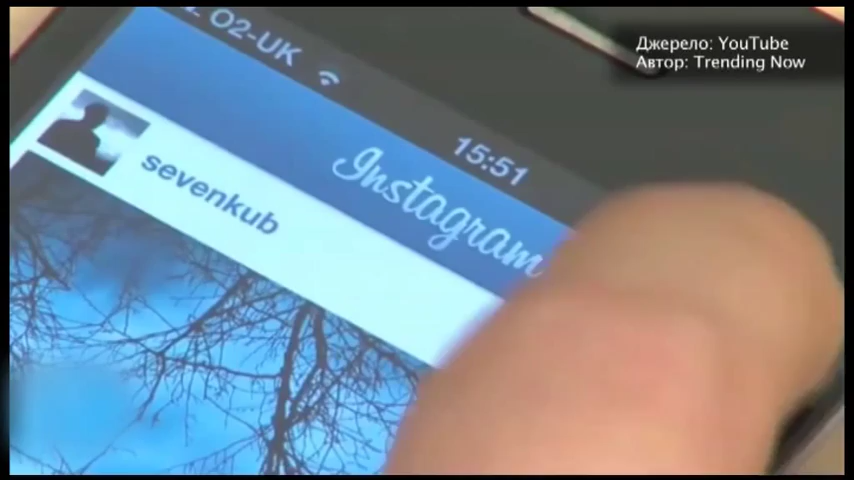 Джерело: YouTube
Автор: Trending Now
O2-UK
15:51
Instagram
sevenkub